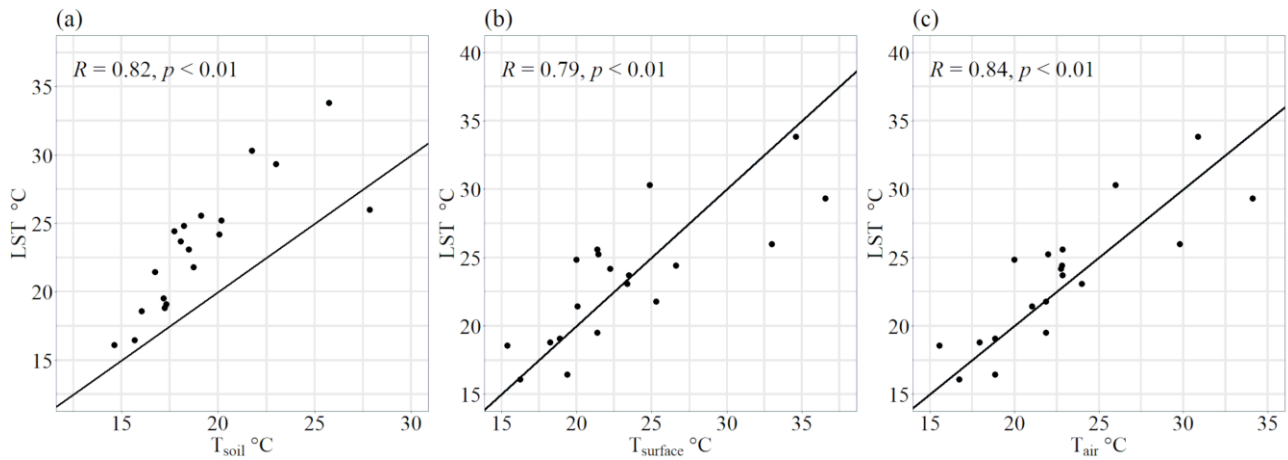 (a)
R = 0.82, p < 0.01
LST °C
35
30
25
20
15
15 20 25 30
T_soil °C
(b)
R = 0.79, p < 0.01
LST °C
40
35
30
25
20
15
15 20 25 30 35
T_surface °C
(c)
R = 0.84, p < 0.01
LST °C
40
35
30
25
20
15
15 20 25 30 35
T_air °C